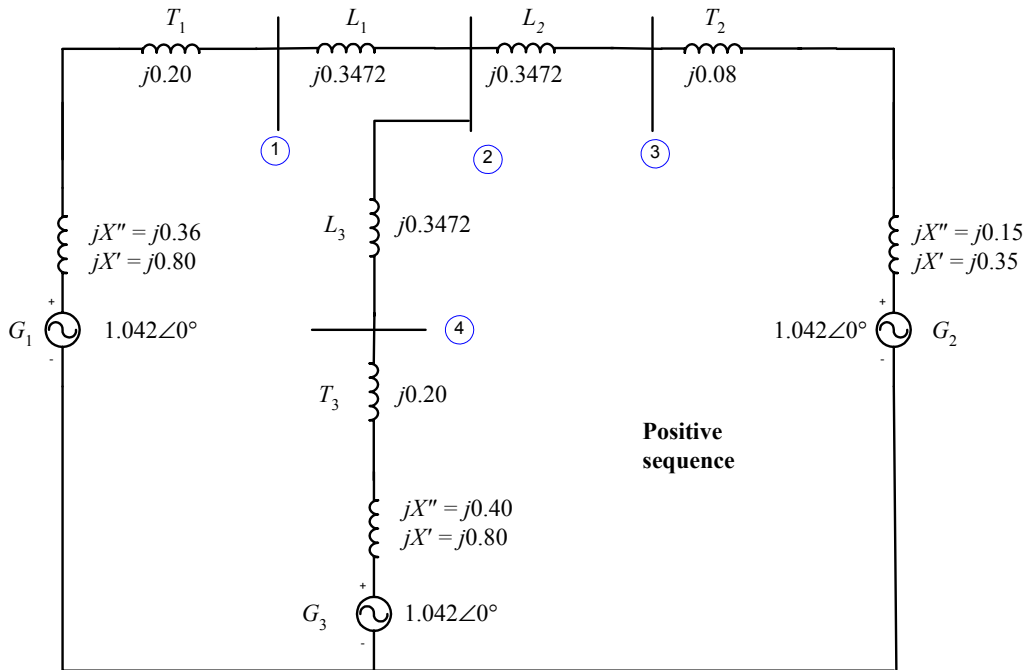 T₁
L₁
L₂
T₂
j0.20
j0.3472
j0.3472
j0.08
1
2
3
L₃
j0.3472
jX″ = j0.36
jX′ = j0.80
jX″ = j0.15
jX′ = j0.35
+
+
G₁
1.042∠0°
4
1.042∠0°
G₂
-
-
T₃
j0.20
Positive
sequence
jX″ = j0.40
jX′ = j0.80
+
G₃
1.042∠0°
-